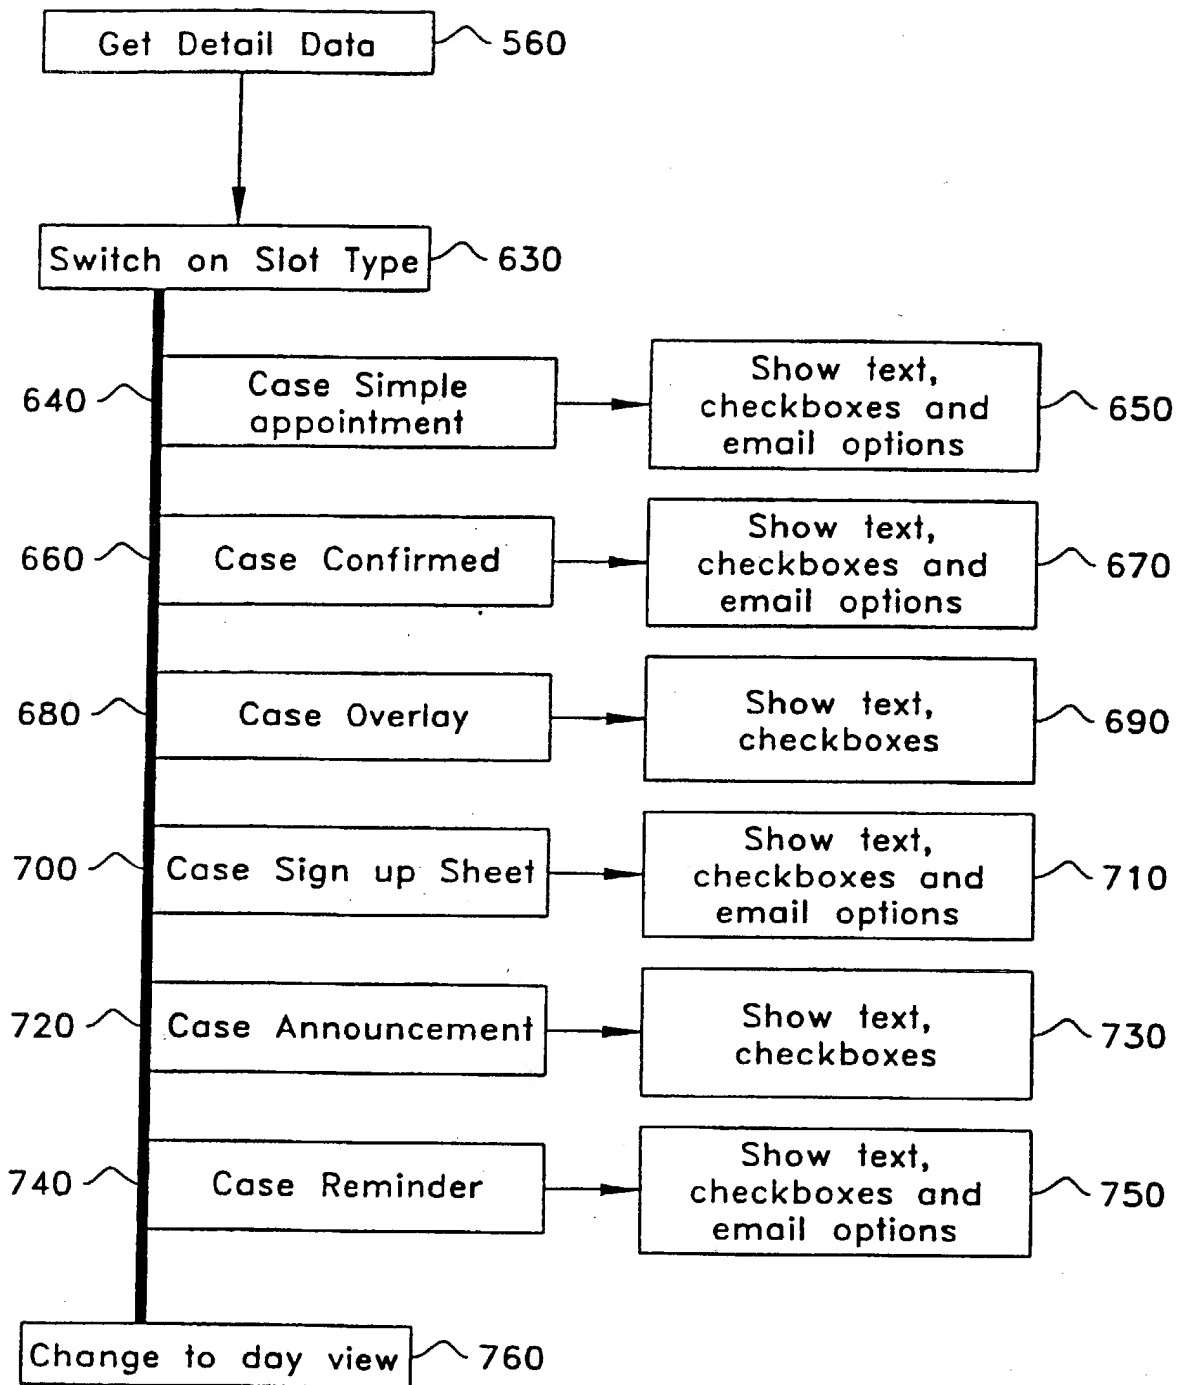 Get Detail Data
560
Switch on Slot Type
630
640
Case Simple
appointment
Show text,
checkboxes and
email options
650
660
Case Confirmed
Show text,
checkboxes and
email options
670
680
Case Overlay
Show text,
checkboxes
690
700
Case Sign up Sheet
Show text,
checkboxes and
email options
710
720
Case Announcement
Show text,
checkboxes
730
740
Case Reminder
Show text,
checkboxes and
email options
750
Change to day view
760